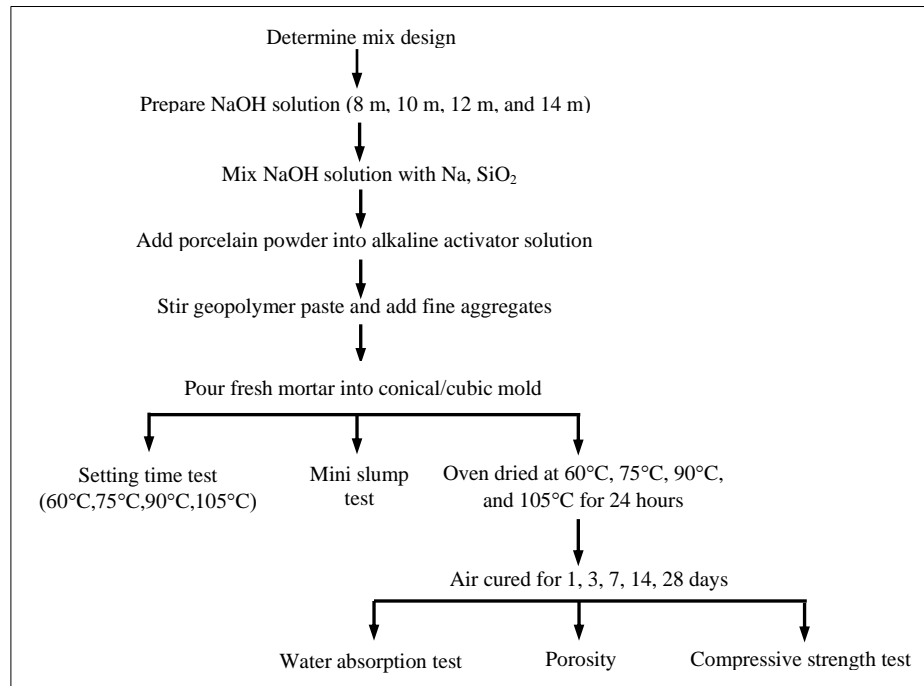 Determine mix design
Prepare NaOH solution (8 m, 10 m, 12 m, and 14 m)
Mix NaOH solution with Na, SiO₂
Add porcelain powder into alkaline activator solution
Stir geopolymer paste and add fine aggregates
Pour fresh mortar into conical/cubic mold
Setting time test
(60°C,75°C,90°C,105°C)
Mini slump
test
Oven dried at 60°C, 75°C, 90°C,
and 105°C for 24 hours
Air cured for 1, 3, 7, 14, 28 days
Water absorption test
Porosity
Compressive strength test